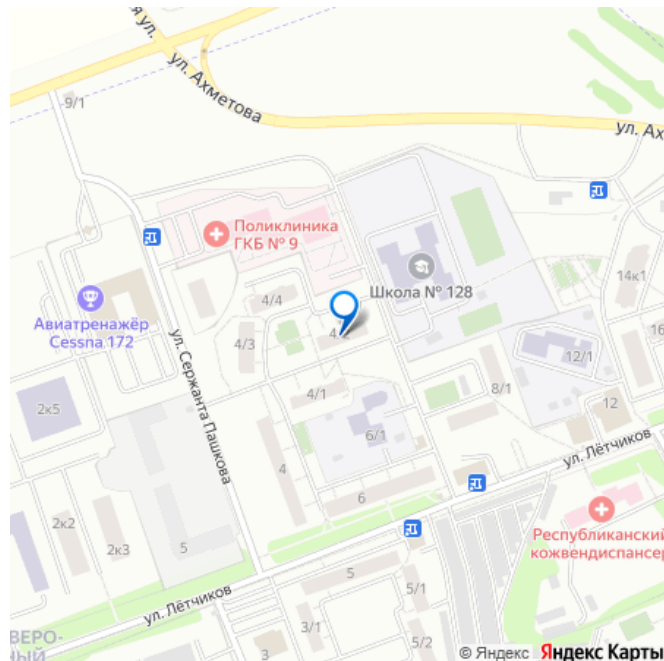 я ул.
ул. Ахметова
9/1
ул. Ах
Поликлиника
ГКБ № 9
Школа № 128
14к1
4/4
Авиатренажёр
Cessna 172
4/3
ул. Сержанта Пашкова
16
12/1
2к5
4/1
8/1
12
6/1
ул. Лётчиков
4
6
2к2
2к3
5
Республиканский
кожвендиспансер
5
ул. Лётчиков
5/1
3/1
ВЕРО-
НЫЙ
3
5/2
© Яндекс Яндекс Карты